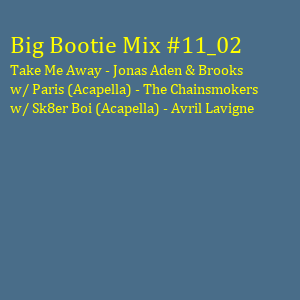 Big Bootie Mix #11_02
Take Me Away - Jonas Aden & Brooks
w/ Paris (Acapella) - The Chainsmokers
w/ Sk8er Boi (Acapella) - Avril Lavigne